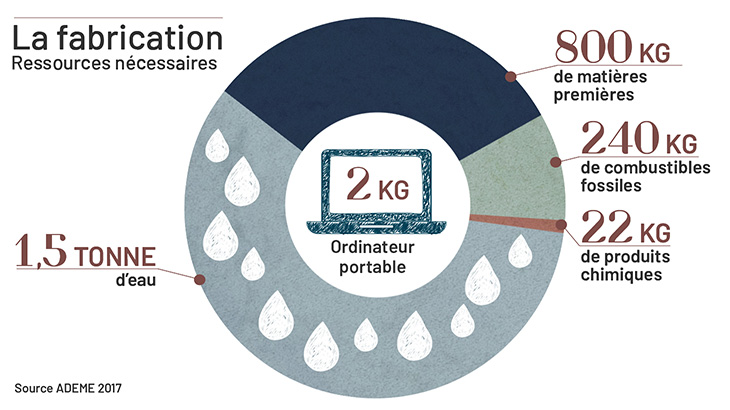 La fabrication
Ressources nécessaires
800 KG
de matières
premières
240 KG
de combustibles
fossiles
22 KG
de produits
chimiques
2 KG
Ordinateur
portable
1,5 TONNE
d'eau
Source ADEME 2017